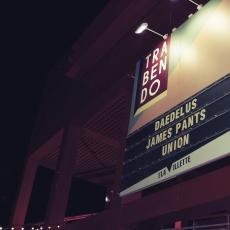 TRA
BEN
DO
DAEDELUS
JAMES PANTS
UNION
LA VILLETTE